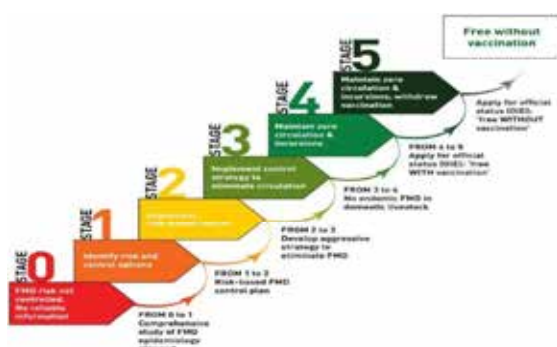 Free without
vaccination
STAGE 5
Maintain zero
circulation &
incursions, withdraw
vaccination
Apply for official
status (OIE):
'free WITHOUT
vaccination'
STAGE 4
Maintain zero
circulation &
incursions
FROM 4 to 5
Apply for official
status (OIE):
'free WITH vaccination'
STAGE 3
Implement control
strategy to
eliminate circulation
FROM 3 to 4
No endemic FMD in
domestic livestock
STAGE 2
FROM 2 to 3
Develop aggressive
strategy to
eliminate FMD
STAGE 1
Identify risk and
control options
FROM 1 to 2
Risk-based FMD
control plan
STAGE 0
FMD risk not
controlled.
No reliable
information
FROM 0 to 1
Comprehensive
study of FMD
epidemiology